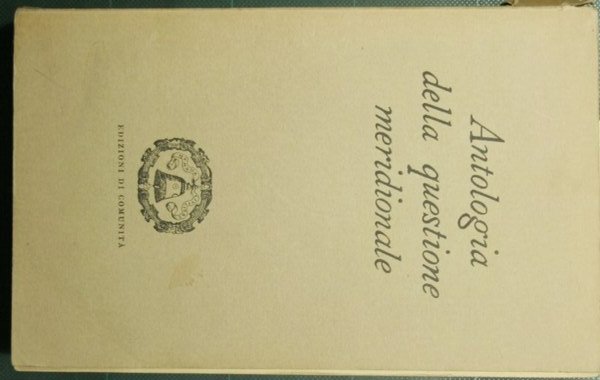 Antologia
della questione
meridionale
EDIZIONI DI COMUNITÀ